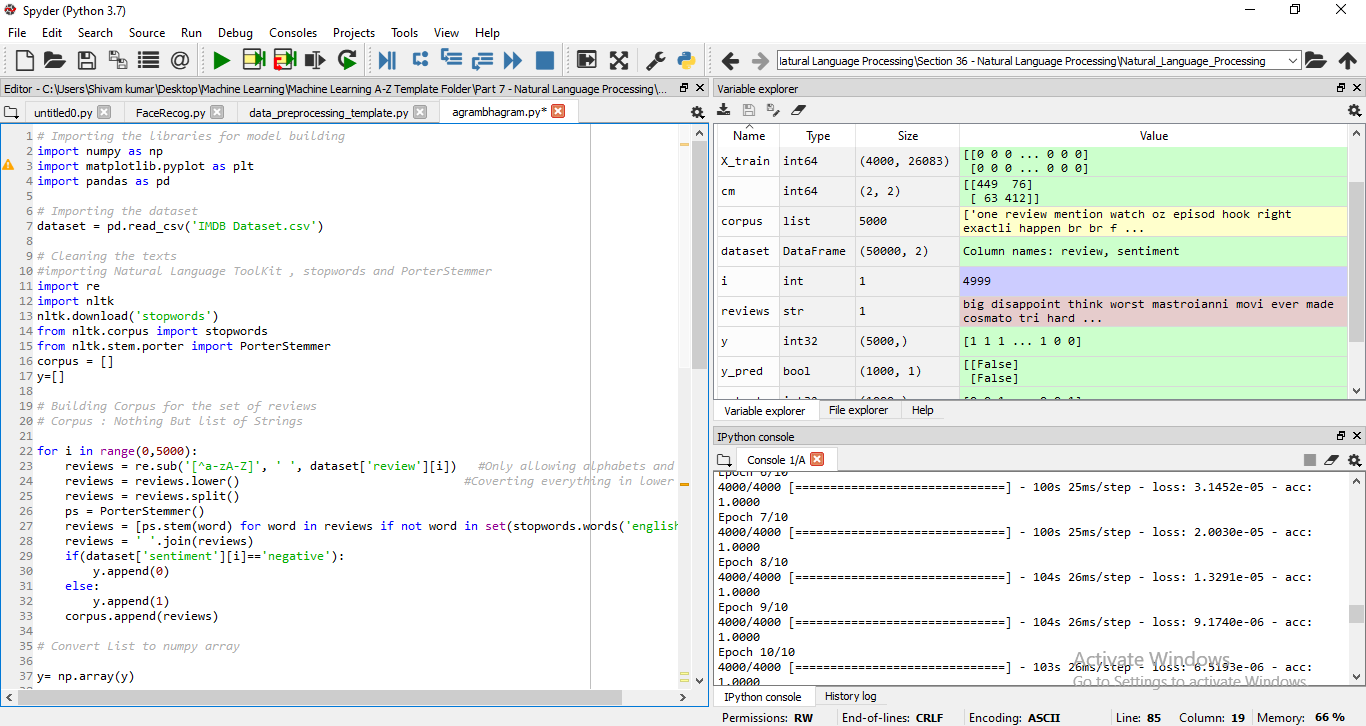 Spyder (Python 3.7)
File Edit Search Source Run Debug Consoles Projects Tools View Help
latural Language Processing\Section 36 - Natural Language Processing\Natural_Language_Processing
Editor - C:\Users\Shivam kumar\Desktop\Machine Learning\Machine Learning A-Z Template Folder\Part 7 - Natural Language Processing\...
untitled0.py FaceRecog.py data_preprocessing_template.py agrambhagram.py*
1 # Importing the libraries for model building
2 import numpy as np
3 import matplotlib.pyplot as plt
4 import pandas as pd
5
6 # Importing the dataset
7 dataset = pd.read_csv('IMDB Dataset.csv')
8
9 # Cleaning the texts
10 #importing Natural Language ToolKit , stopwords and PorterStemmer
11 import re
12 import nltk
13 nltk.download('stopwords')
14 from nltk.corpus import stopwords
15 from nltk.stem.porter import PorterStemmer
16 corpus = []
17 y=[]
18
19 # Building Corpus for the set of reviews
20 # Corpus : Nothing But list of Strings
21
22 for i in range(0,5000):
23 reviews = re.sub('[^a-zA-Z]', ' ', dataset['review'][i]) #Only allowing alphabets and
24 reviews = reviews.lower() #Coverting everything in lower
25 reviews = reviews.split()
26 ps = PorterStemmer()
27 reviews = [ps.stem(word) for word in reviews if not word in set(stopwords.words('english
28 reviews = ' '.join(reviews)
29 if(dataset['sentiment'][i]=='negative'):
30 y.append(0)
31 else:
32 y.append(1)
33 corpus.append(reviews)
34
35 # Convert List to numpy array
36
37 y= np.array(y)
Variable explorer
Name Type Size Value
X_train int64 (4000, 26083) [[0 0 0 ... 0 0 0]
[0 0 0 ... 0 0 0]
cm int64 (2, 2) [[449 76]
[ 63 412]]
corpus list 5000 ['one review mention watch oz episod hook right
exactli happen br br f ...
dataset DataFrame (50000, 2) Column names: review, sentiment
i int 1 4999
reviews str 1 big disappoint think worst mastroianni movi ever made
cosmato tri hard ...
y int32 (5000,) [1 1 1 ... 1 0 0]
y_pred bool (1000, 1) [[False]
[False]
Variable explorer File explorer Help
IPython console
Console 1/A
Epoch 6/10
4000/4000 [==============================] - 100s 25ms/step - loss: 3.1452e-05 - acc:
1.0000
Epoch 7/10
4000/4000 [==============================] - 100s 25ms/step - loss: 2.0030e-05 - acc:
1.0000
Epoch 8/10
4000/4000 [==============================] - 104s 26ms/step - loss: 1.3291e-05 - acc:
1.0000
Epoch 9/10
4000/4000 [==============================] - 104s 26ms/step - loss: 9.1740e-06 - acc:
1.0000
Epoch 10/10
4000/4000 [==============================] - 103s 26ms/step - loss: 6.5193e-06 - acc:
1.0000
Activate Windows
Go to Settings to activate Windows.
IPython console History log
Permissions: RW End-of-lines: CRLF Encoding: ASCII Line: 85 Column: 19 Memory: 66 %